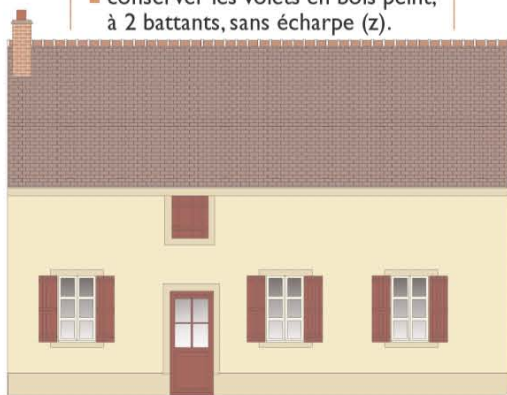 conserver les volets en bois peint,
à 2 battants, sans écharpe (z).